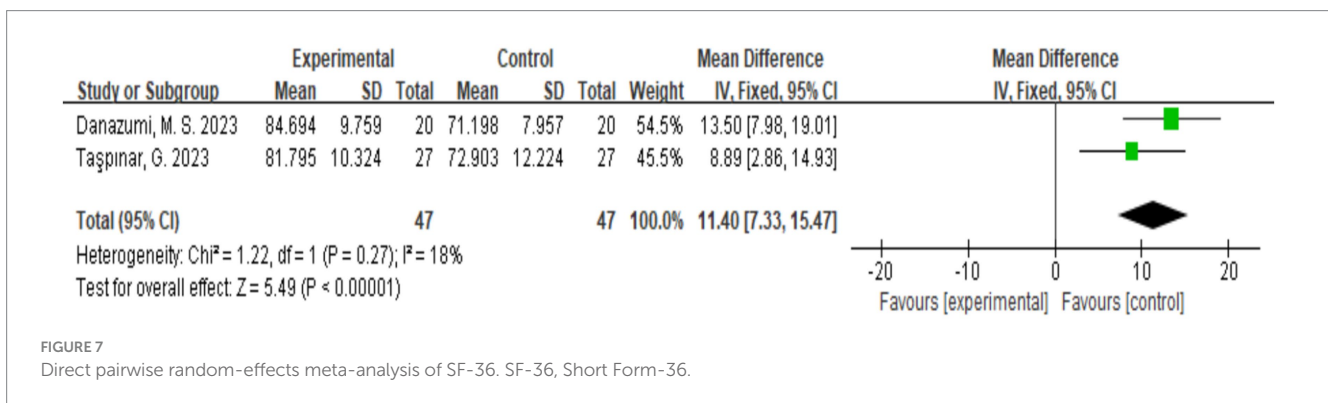 Experimental Control Mean Difference Mean Difference
Study or Subgroup Mean SD Total Mean SD Total Weight IV, Fixed, 95% CI IV, Fixed, 95% CI
Danazumi, M. S. 2023 84.694 9.759 20 71.198 7.957 20 54.5% 13.50 [7.98, 19.01]
Taşpınar, G. 2023 81.795 10.324 27 72.903 12.224 27 45.5% 8.89 [2.86, 14.93]
Total (95% CI) 47 47 100.0% 11.40 [7.33, 15.47]
Heterogeneity: Chi² = 1.22, df = 1 (P = 0.27); I² = 18%
Test for overall effect: Z = 5.49 (P < 0.00001)
-20 -10 0 10 20
Favours [experimental] Favours [control]
FIGURE 7
Direct pairwise random-effects meta-analysis of SF-36. SF-36, Short Form-36.